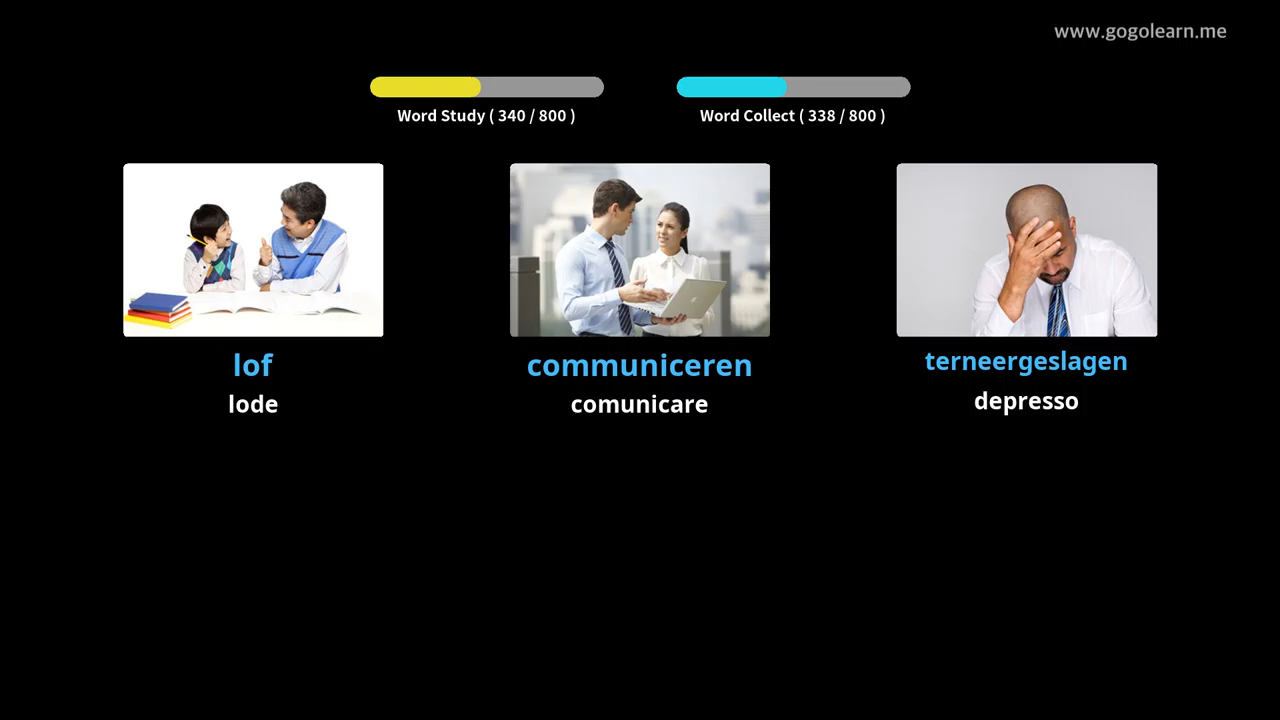 www.gogolearn.me
Word Study ( 340 / 800 )
Word Collect ( 338 / 800 )
lof
lode
communiceren
comunicare
terneergeslagen
depresso